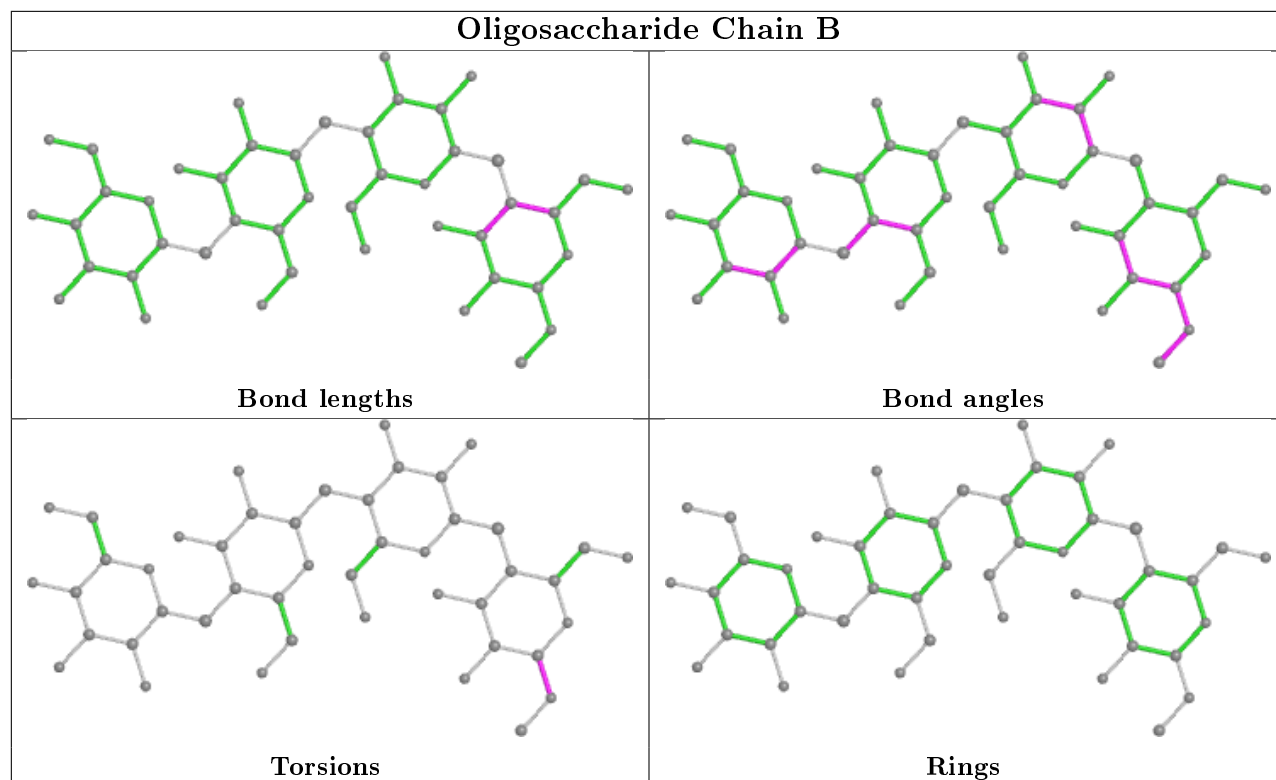 Oligosaccharide Chain B
Bond lengths
Bond angles
Torsions
Rings